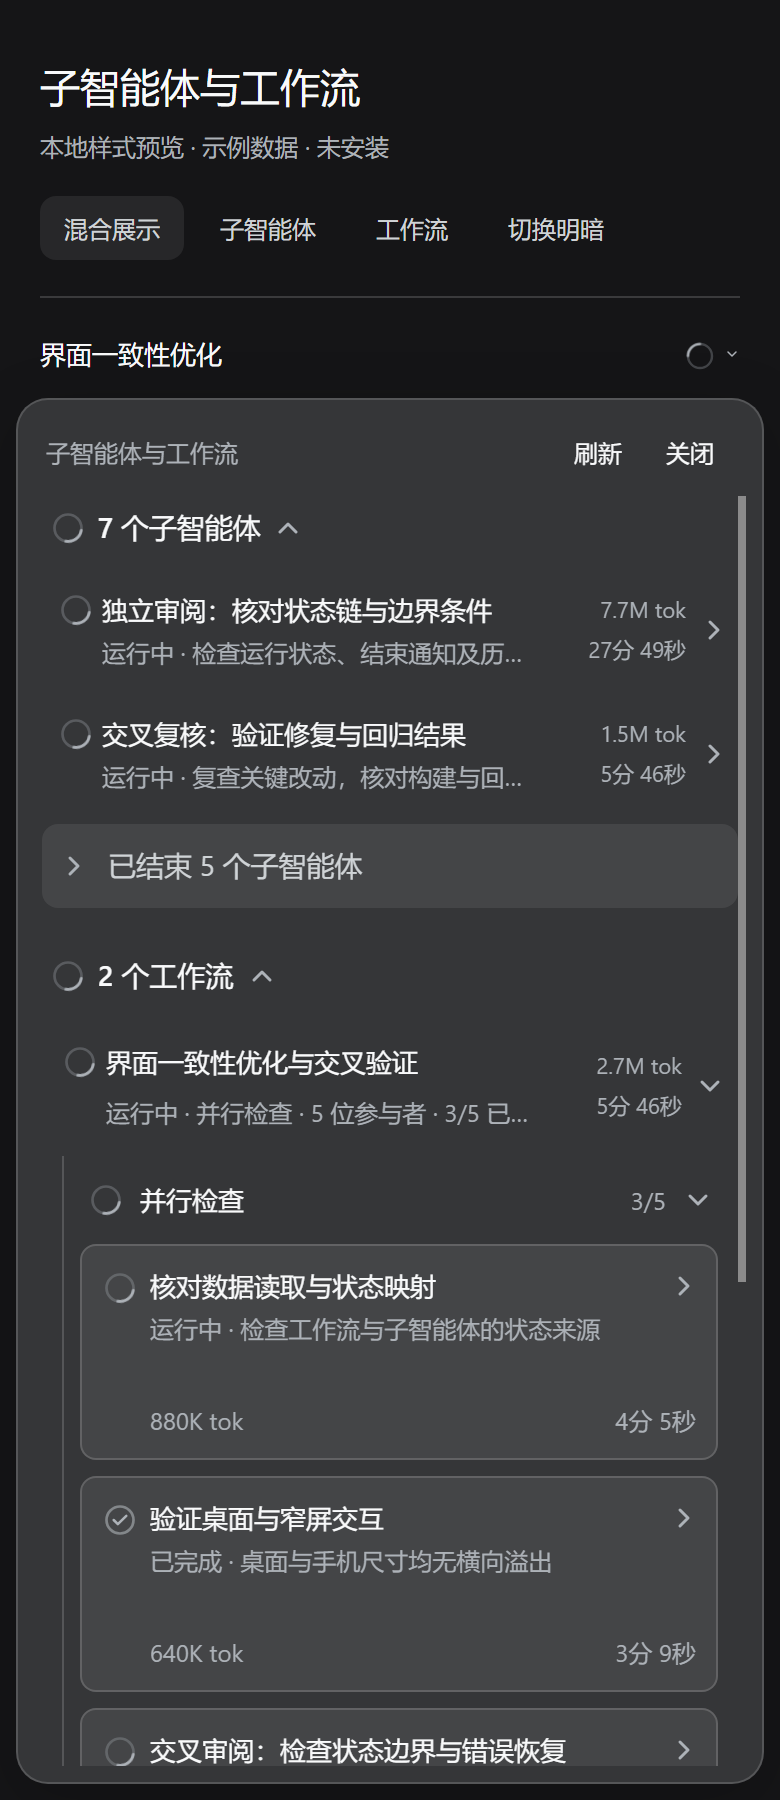 子智能体与工作流
本地样式预览 · 示例数据 · 未安装
混合展示 子智能体 工作流 切换明暗
界面一致性优化
子智能体与工作流 刷新 关闭
7 个子智能体
独立审阅：核对状态链与边界条件 7.7M tok
运行中 · 检查运行状态、结束通知及历... 27分 49秒
交叉复核：验证修复与回归结果 1.5M tok
运行中 · 复查关键改动，核对构建与回... 5分 46秒
已结束 5 个子智能体
2 个工作流
界面一致性优化与交叉验证 2.7M tok
运行中 · 并行检查 · 5 位参与者 · 3/5 已... 5分 46秒
并行检查 3/5
核对数据读取与状态映射
运行中 · 检查工作流与子智能体的状态来源
880K tok 4分 5秒
验证桌面与窄屏交互
已完成 · 桌面与手机尺寸均无横向溢出
640K tok 3分 9秒
交叉审阅：检查状态边界与错误恢复